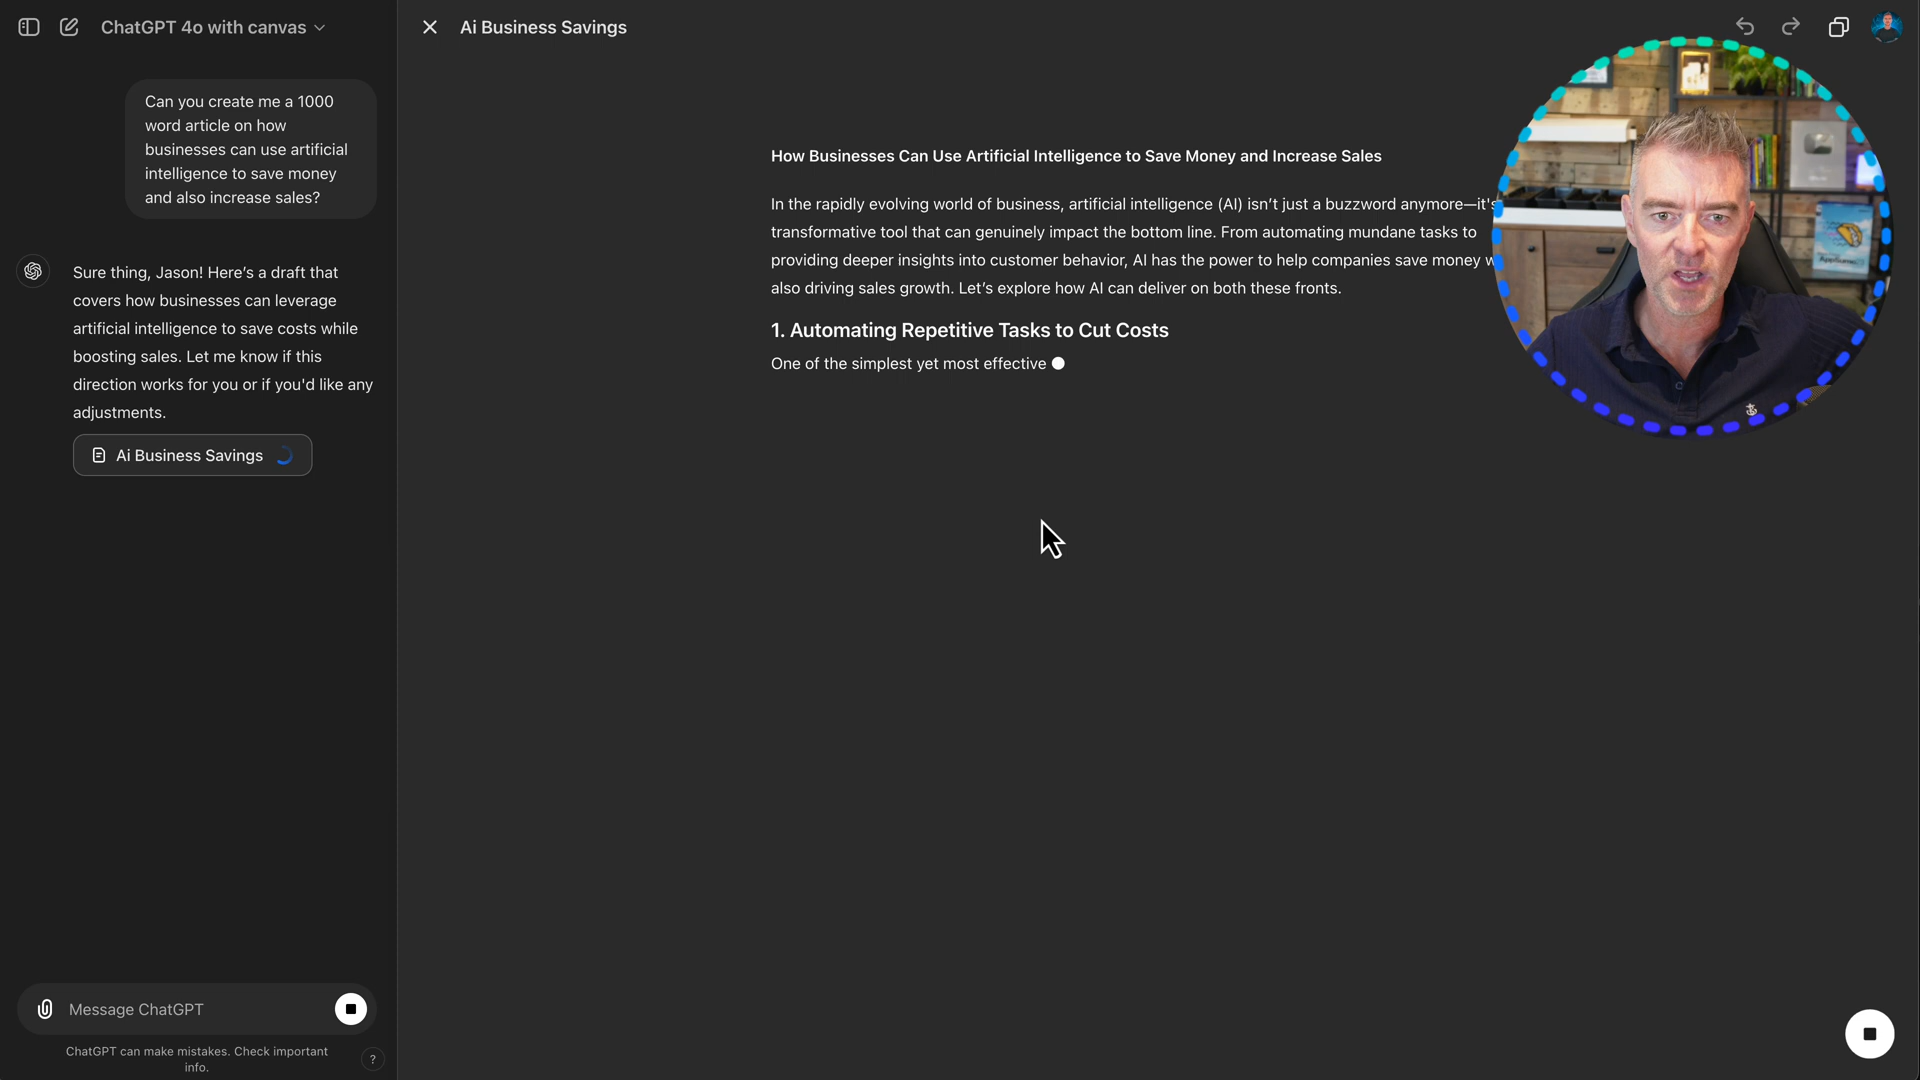 ChatGPT 4o with canvas
Can you create me a 1000
word article on how
businesses can use artificial
intelligence to save money
and also increase sales?
Sure thing, Jason! Here’s a draft that
covers how businesses can leverage
artificial intelligence to save costs while
boosting sales. Let me know if this
direction works for you or if you'd like any
adjustments.
Ai Business Savings
Message ChatGPT
ChatGPT can make mistakes. Check important
info.
?
Ai Business Savings
How Businesses Can Use Artificial Intelligence to Save Money and Increase Sales
In the rapidly evolving world of business, artificial intelligence (AI) isn’t just a buzzword anymore—it's
transformative tool that can genuinely impact the bottom line. From automating mundane tasks to
providing deeper insights into customer behavior, AI has the power to help companies save money
also driving sales growth. Let’s explore how AI can deliver on both these fronts.
1. Automating Repetitive Tasks to Cut Costs
One of the simplest yet most effective